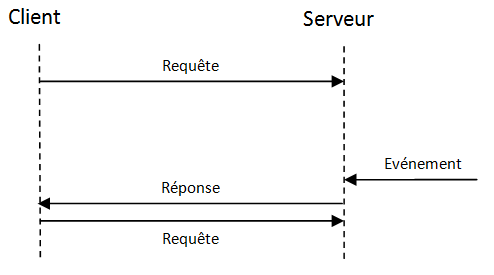 Client
Serveur
Requête
Evénement
Réponse
Requête